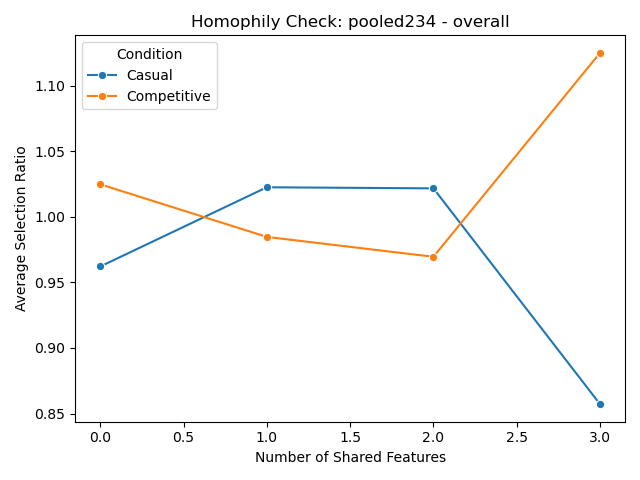 Homophily Check: pooled234 - overall
Condition
Casual
Competitive
Average Selection Ratio
1.10
1.05
1.00
0.95
0.90
0.85
0.0 0.5 1.0 1.5 2.0 2.5 3.0
Number of Shared Features